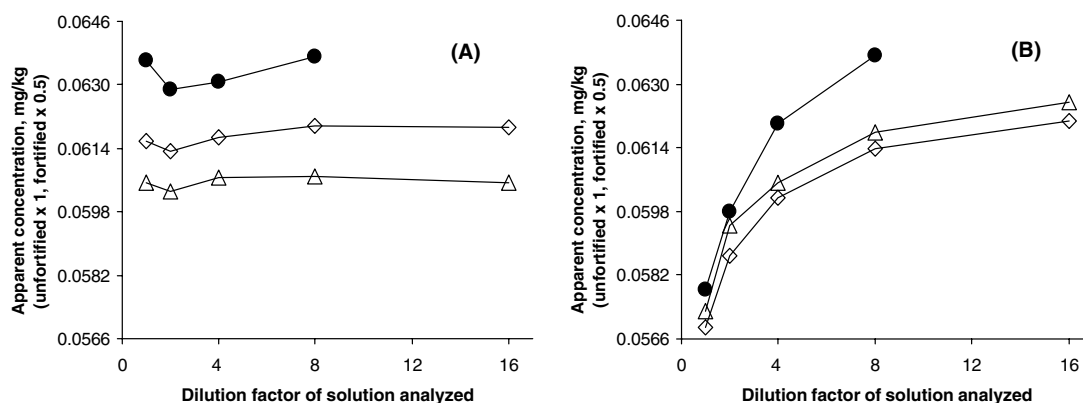 Apparent concentration, mg/kg
(unfortified x 1, fortified x 0.5)
0.0646
0.0630
0.0614
0.0598
0.0582
0.0566
(A)
0
4
8
12
16
Dilution factor of solution analyzed
Apparent concentration, mg/kg
(unfortified x 1, fortified x 0.5)
0.0646
0.0630
0.0614
0.0598
0.0582
0.0566
(B)
0
4
8
12
16
Dilution factor of solution analyzed